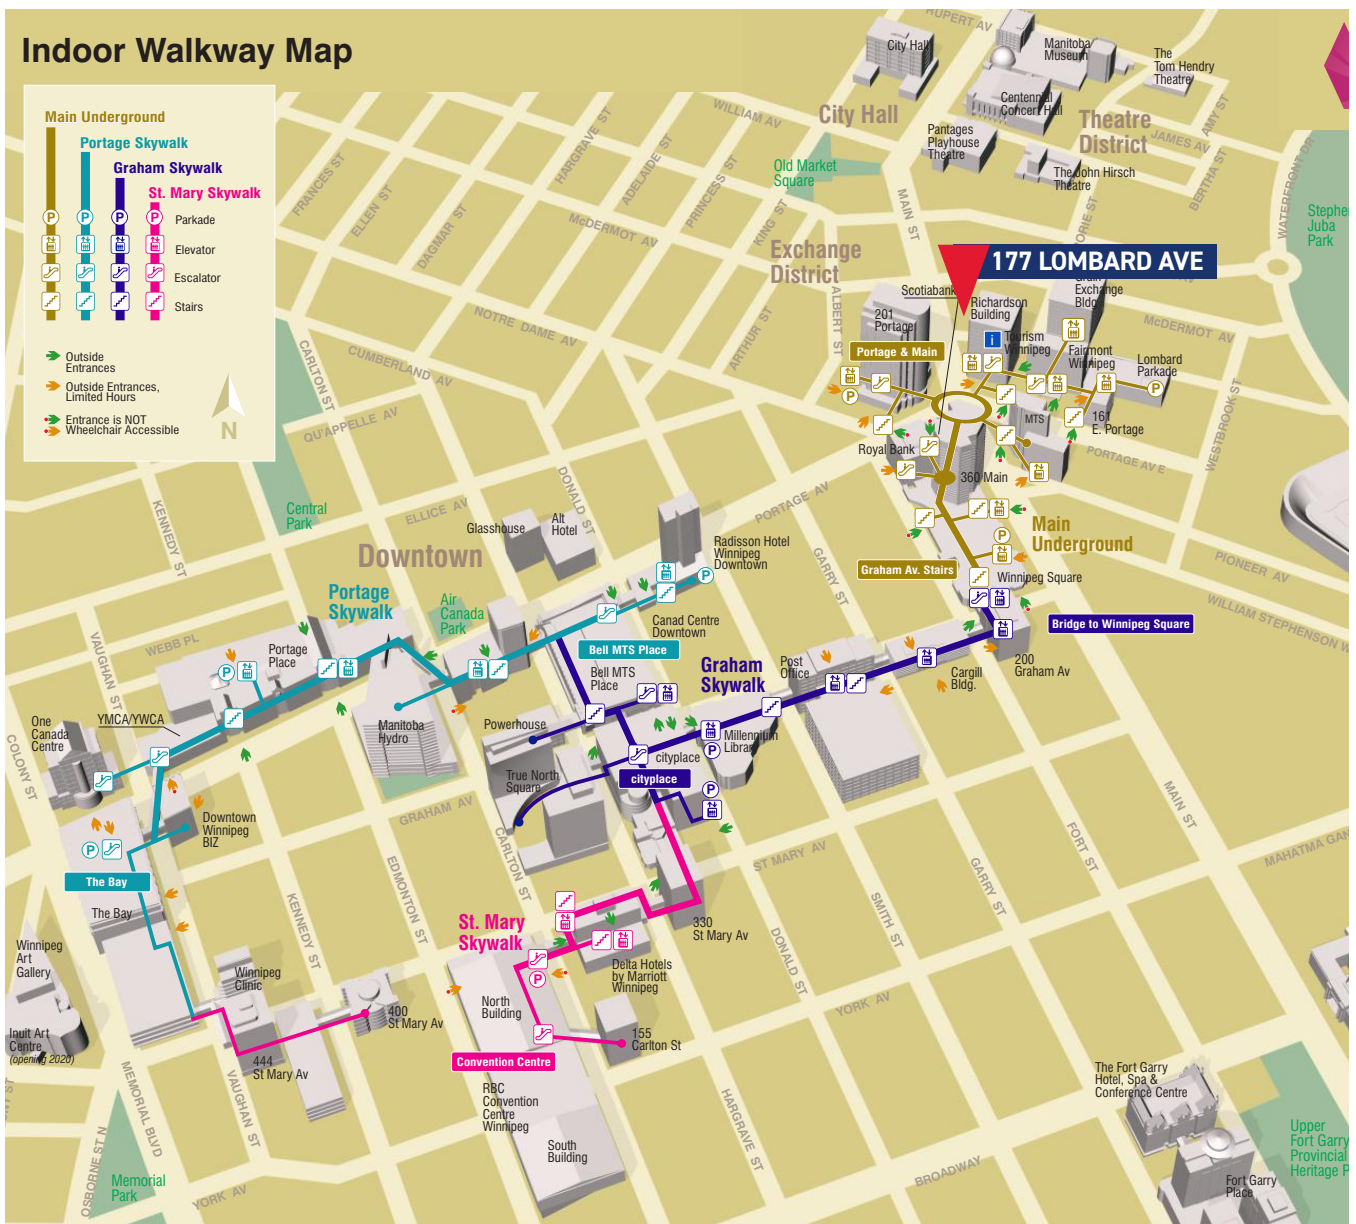 Indoor Walkway Map
Main Underground
Portage Skywalk
Graham Skywalk
St. Mary Skywalk
P
P
P
P
Parkade
Elevator
Escalator
Stairs
Outside
Entrances
Outside Entrances,
Limited Hours
Entrance is NOT
Wheelchair Accessible
N
RUPERT AV
City Hall
Manitoba
Museum
The
Tom Hendry
Theatre
Centennial
Concert Hall
City Hall
Theatre
District
Pantages
Playhouse
Theatre
The John Hirsch
Theatre
WILLIAM AV
JAMES AV
AMY ST
BERTHA ST
WATERFRONT DR
Old Market
Square
HARGRAVE ST
ADELAIDE ST
PRINCESS ST
KING ST
FRANCES ST
ELLEN ST
DAGMAR ST
McDERMOT AV
MAIN ST
Juba
Park
Exchange
District
177 LOMBARD AVE
Scotiabank
ALBERT ST
ARTHUR ST
201
Portage
Richardson
Building
Exchange
Bldg
McDERMOT AV
NOTRE DAME AV
CUMBERLAND AV
CARLTON ST
QU'APPELLE AV
Portage & Main
i
Tourism
Winnipeg
Fairmont
Winnipeg
Lombard
Parkade
P
P
MTS
161
E. Portage
WESTBROOK ST
PORTAGE AV E
Royal Bank
360 Main
KENNEDY ST
Central
Park
ELLICE AV
DONALD ST
PORTAGE AV
Glasshouse
Alt
Hotel
Downtown
Radisson Hotel
Winnipeg
Downtown
P
GARRY ST
Main
Underground
P
Graham Av. Stairs
Winnipeg Square
PIONEER AV
WILLIAM STEPHENSON W
Portage
Skywalk
Air
Canada
Park
Canad Centre
Downtown
Bell MTS Place
Bridge to Winnipeg Square
VAUGHAN ST
WEBB PL
Portage
Place
P
Bell MTS
Place
Graham
Skywalk
Post
Office
Cargill
Bldg.
200
Graham Av
One
Canada
Centre
YMCA/YWCA
Manitoba
Hydro
Powerhouse
Millennium
Library
P
cityplace
cityplace
P
True North
Square
COLONY ST
GRAHAM AV
Downtown
Winnipeg
BIZ
P
The Bay
The Bay
CARLTON ST
EDMONTON ST
KENNEDY ST
ST MARY AV
MAIN ST
FORT ST
GARRY ST
SMITH ST
DONALD ST
St. Mary
Skywalk
330
St Mary Av
Winnipeg
Art
Gallery
Winnipeg
Clinic
P
Delta Hotels
by Marriott
Winnipeg
North
Building
400
St Mary Av
YORK AV
Inuit Art
Centre
(opening 2020)
444
St Mary Av
155
Carlton St
Convention Centre
RBC
Convention
Centre
Winnipeg
South
Building
MEMORIAL BLVD
VAUGHAN ST
HARGRAVE ST
The Fort Garry
Hotel, Spa &
Conference Centre
Upper
Fort Garry
Provincial
OSBORNE ST N
Memorial
Park
YORK AV
BROADWAY
Fort Garry
Place